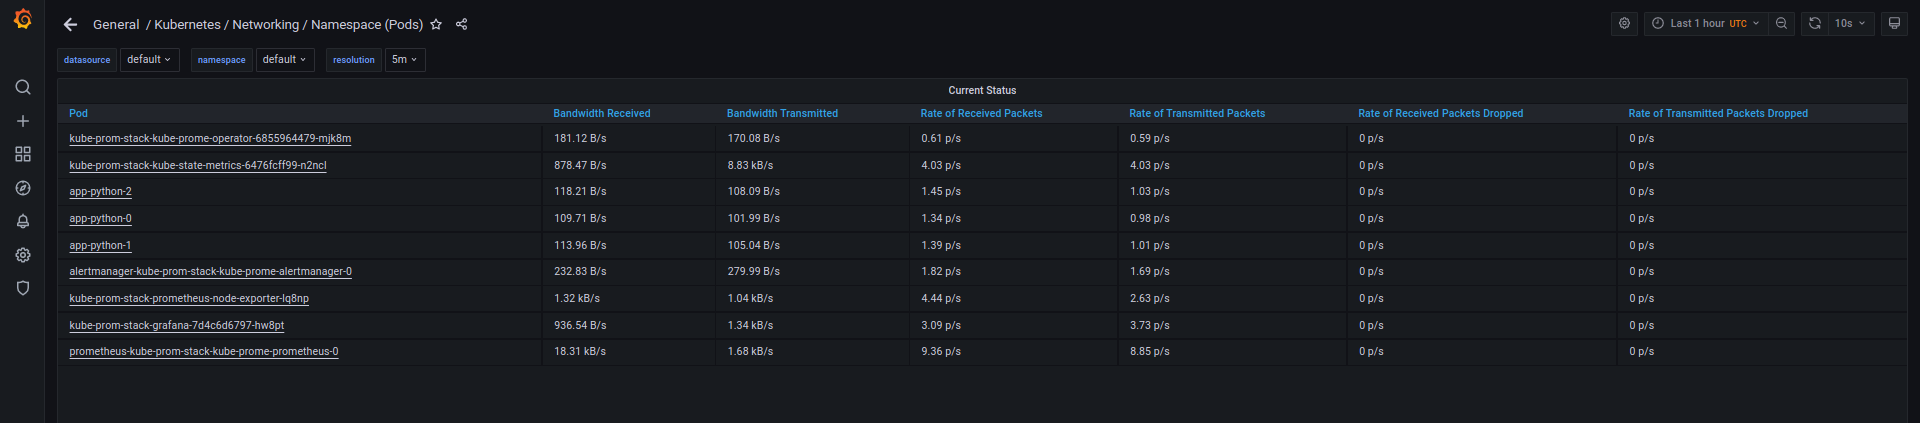 General / Kubernetes / Networking / Namespace (Pods)
Last 1 hour UTC
10s
datasource default namespace default resolution 5m
Current Status
Pod Bandwidth Received Bandwidth Transmitted Rate of Received Packets Rate of Transmitted Packets Rate of Received Packets Dropped Rate of Transmitted Packets Dropped
kube-prom-stack-kube-prome-operator-6855964479-mjk8m 181.12 B/s 170.08 B/s 0.61 p/s 0.59 p/s 0 p/s 0 p/s
kube-prom-stack-kube-state-metrics-6476fcff99-n2ncl 878.47 B/s 8.83 kB/s 4.03 p/s 4.03 p/s 0 p/s 0 p/s
app-python-2 118.21 B/s 108.09 B/s 1.45 p/s 1.03 p/s 0 p/s 0 p/s
app-python-0 109.71 B/s 101.99 B/s 1.34 p/s 0.98 p/s 0 p/s 0 p/s
app-python-1 113.96 B/s 105.04 B/s 1.39 p/s 1.01 p/s 0 p/s 0 p/s
alertmanager-kube-prom-stack-kube-prome-alertmanager-0 232.83 B/s 279.99 B/s 1.82 p/s 1.69 p/s 0 p/s 0 p/s
kube-prom-stack-prometheus-node-exporter-lq8np 1.32 kB/s 1.04 kB/s 4.44 p/s 2.63 p/s 0 p/s 0 p/s
kube-prom-stack-grafana-7d4c6d6797-hw8pt 936.54 B/s 1.34 kB/s 3.09 p/s 3.73 p/s 0 p/s 0 p/s
prometheus-kube-prom-stack-kube-prome-prometheus-0 18.31 kB/s 1.68 kB/s 9.36 p/s 8.85 p/s 0 p/s 0 p/s